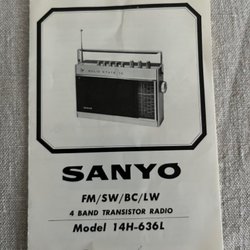 SANYO
FM/SW/BC/LW
4 BAND TRANSISTOR RADIO
Model 14H-636L